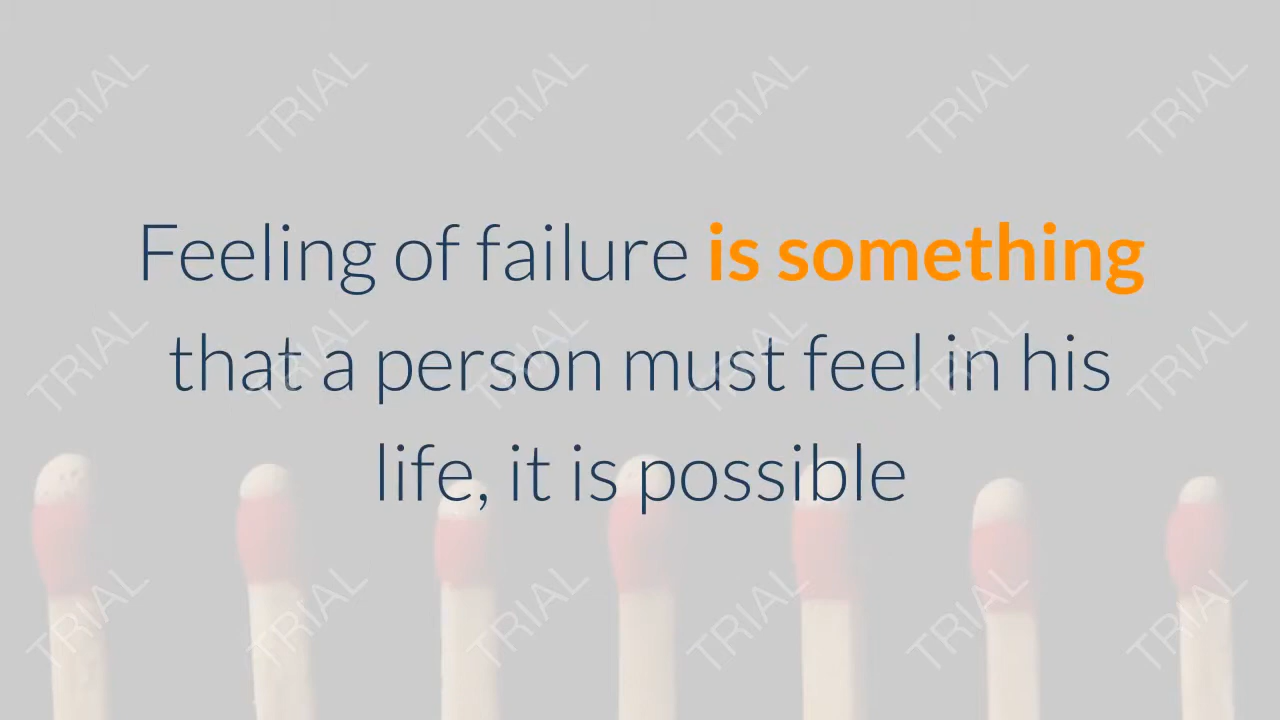 TRIAL TRIAL TRIAL TRIAL TRIAL TRIAL
Feeling of failure is something
that a person must feel in his
TRIAL TRIAL TRIAL TRIAL TRIAL TRIAL
life, it is possible
TRIAL TRIAL TRIAL TRIAL TRIAL TRIAL